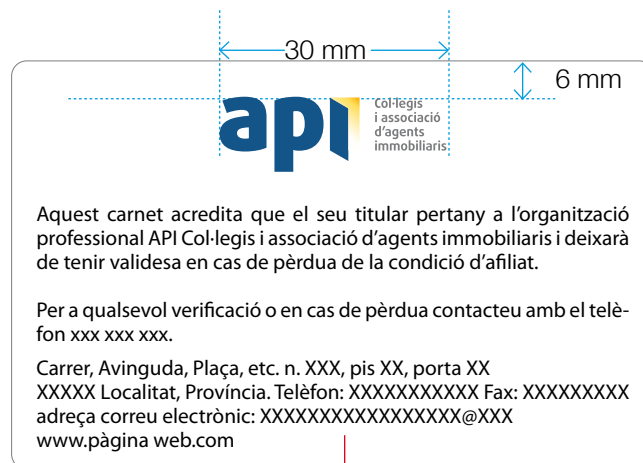 30 mm
6 mm
api
Col·legis
i associació
d'agents
immobiliaris
Aquest carnet acredita que el seu titular pertany a l'organització
professional API Col·legis i associació d'agents immobiliaris i deixarà
de tenir validesa en cas de pèrdua de la condició d'afiliat.
Per a qualsevol verificació o en cas de pèrdua contacteu amb el telè-
fon xxx xxx xxx.
Carrer, Avinguda, Plaça, etc. n. XXX, pis XX, porta XX
XXXXX Localitat, Província. Telèfon: XXXXXXXXXXX Fax: XXXXXXXXX
adreça correu electrònic: XXXXXXXXXXXXXXXXX@XXX
www.pàgina web.com